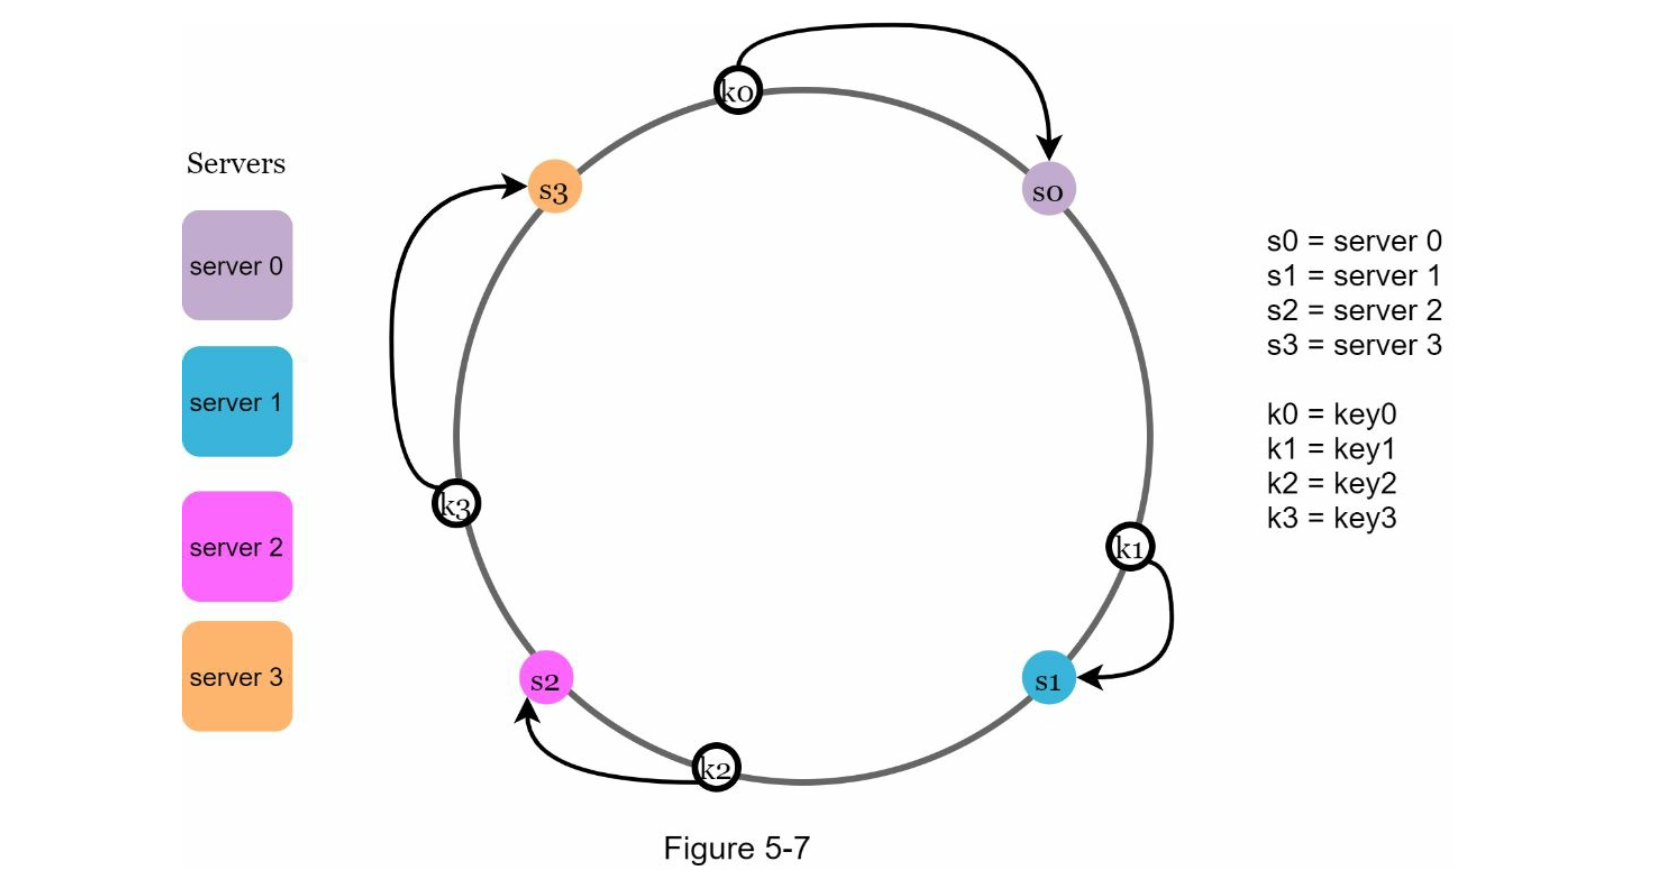 Servers
server 0
server 1
server 2
server 3
k0
s3
s0
k3
k1
s2
s1
k2
s0 = server 0
s1 = server 1
s2 = server 2
s3 = server 3
k0 = key0
k1 = key1
k2 = key2
k3 = key3
Figure 5-7